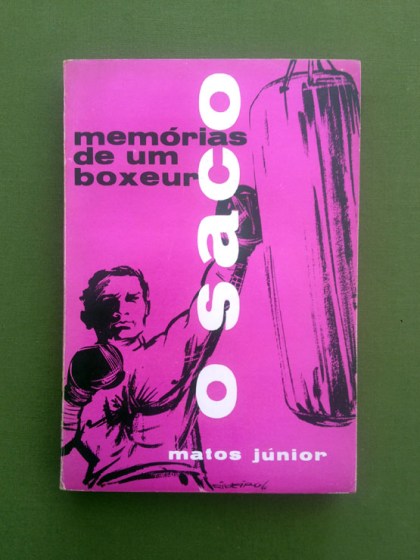 memórias
de um
boxeur
o saco
matos júnior